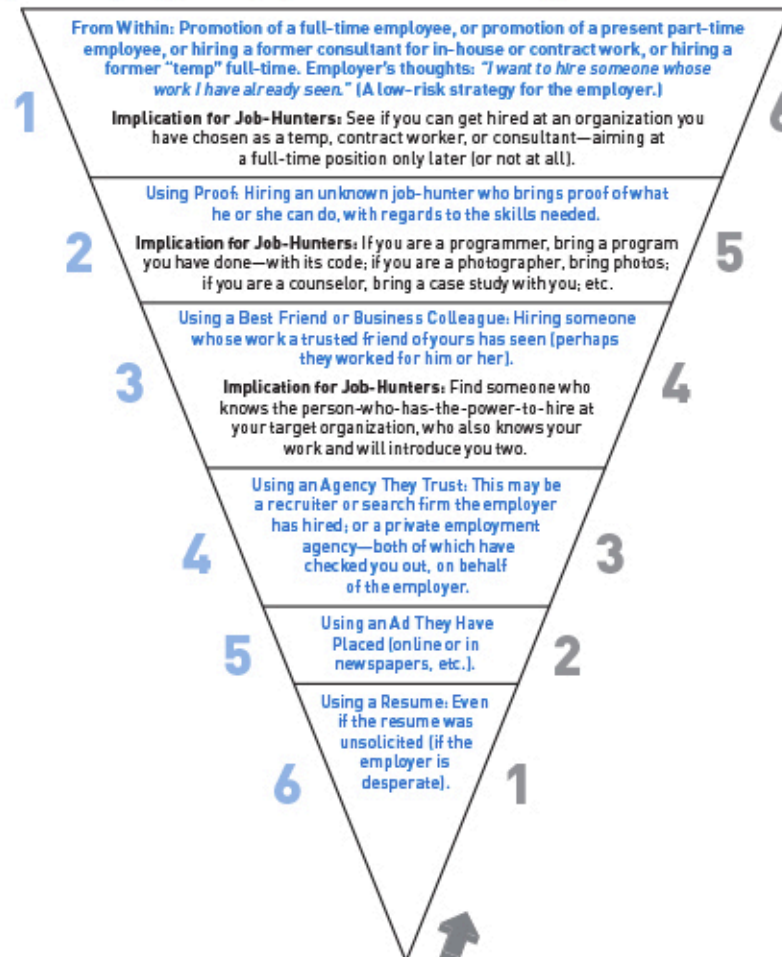 From Within: Promotion of a full-time employee, or promotion of a present part-time
employee, or hiring a former consultant for in-house or contract work, or hiring a
former “temp” full-time. Employer’s thoughts: “I want to hire someone whose
work I have already seen.” (A low-risk strategy for the employer.)
1
Implication for Job-Hunters: See if you can get hired at an organization you
have chosen as a temp, contract worker, or consultant—aiming at
a full-time position only later (or not at all).
Using Proof: Hiring an unknown job-hunter who brings proof of what
he or she can do, with regards to the skills needed.
2
5
Implication for Job-Hunters: If you are a programmer, bring a program
you have done—with its code; if you are a photographer, bring photos;
if you are a counselor, bring a case study with you; etc.
Using a Best Friend or Business Colleague: Hiring someone
whose work a trusted friend of yours has seen (perhaps
they worked for him or her).
3
4
Implication for Job-Hunters: Find someone who
knows the person-who-has-the-power-to-hire at
your target organization, who also knows your
work and will introduce you two.
Using an Agency They Trust: This may be
a recruiter or search firm the employer
has hired; or a private employment
agency—both of which have
checked you out, on behalf
of the employer.
4
3
Using an Ad They Have
Placed (online or in
newspapers, etc.).
5
2
Using a Resume: Even
if the resume was
unsolicited (if the
employer is
desperate).
6
1